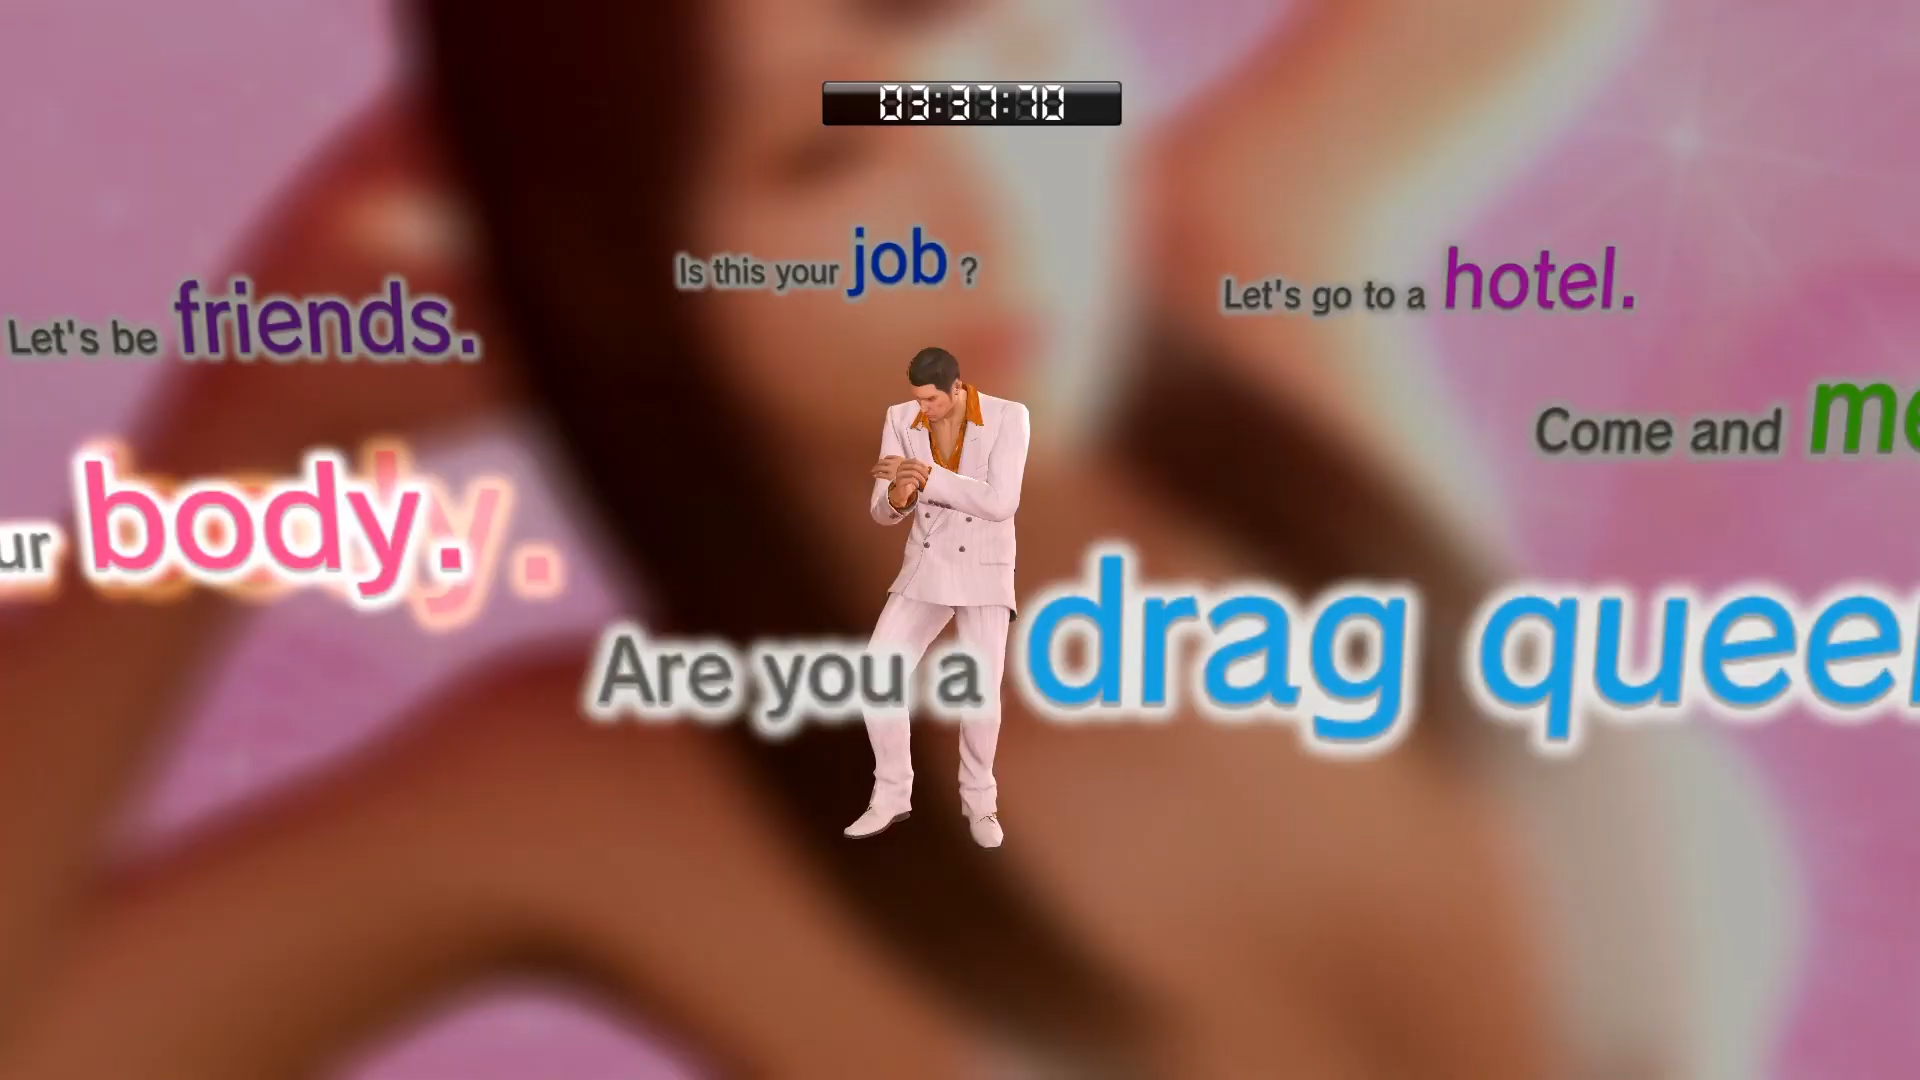 03:37:70
Is this your job ?
Let's go to a hotel.
Let's be friends.
Come and
body.
Are you a drag